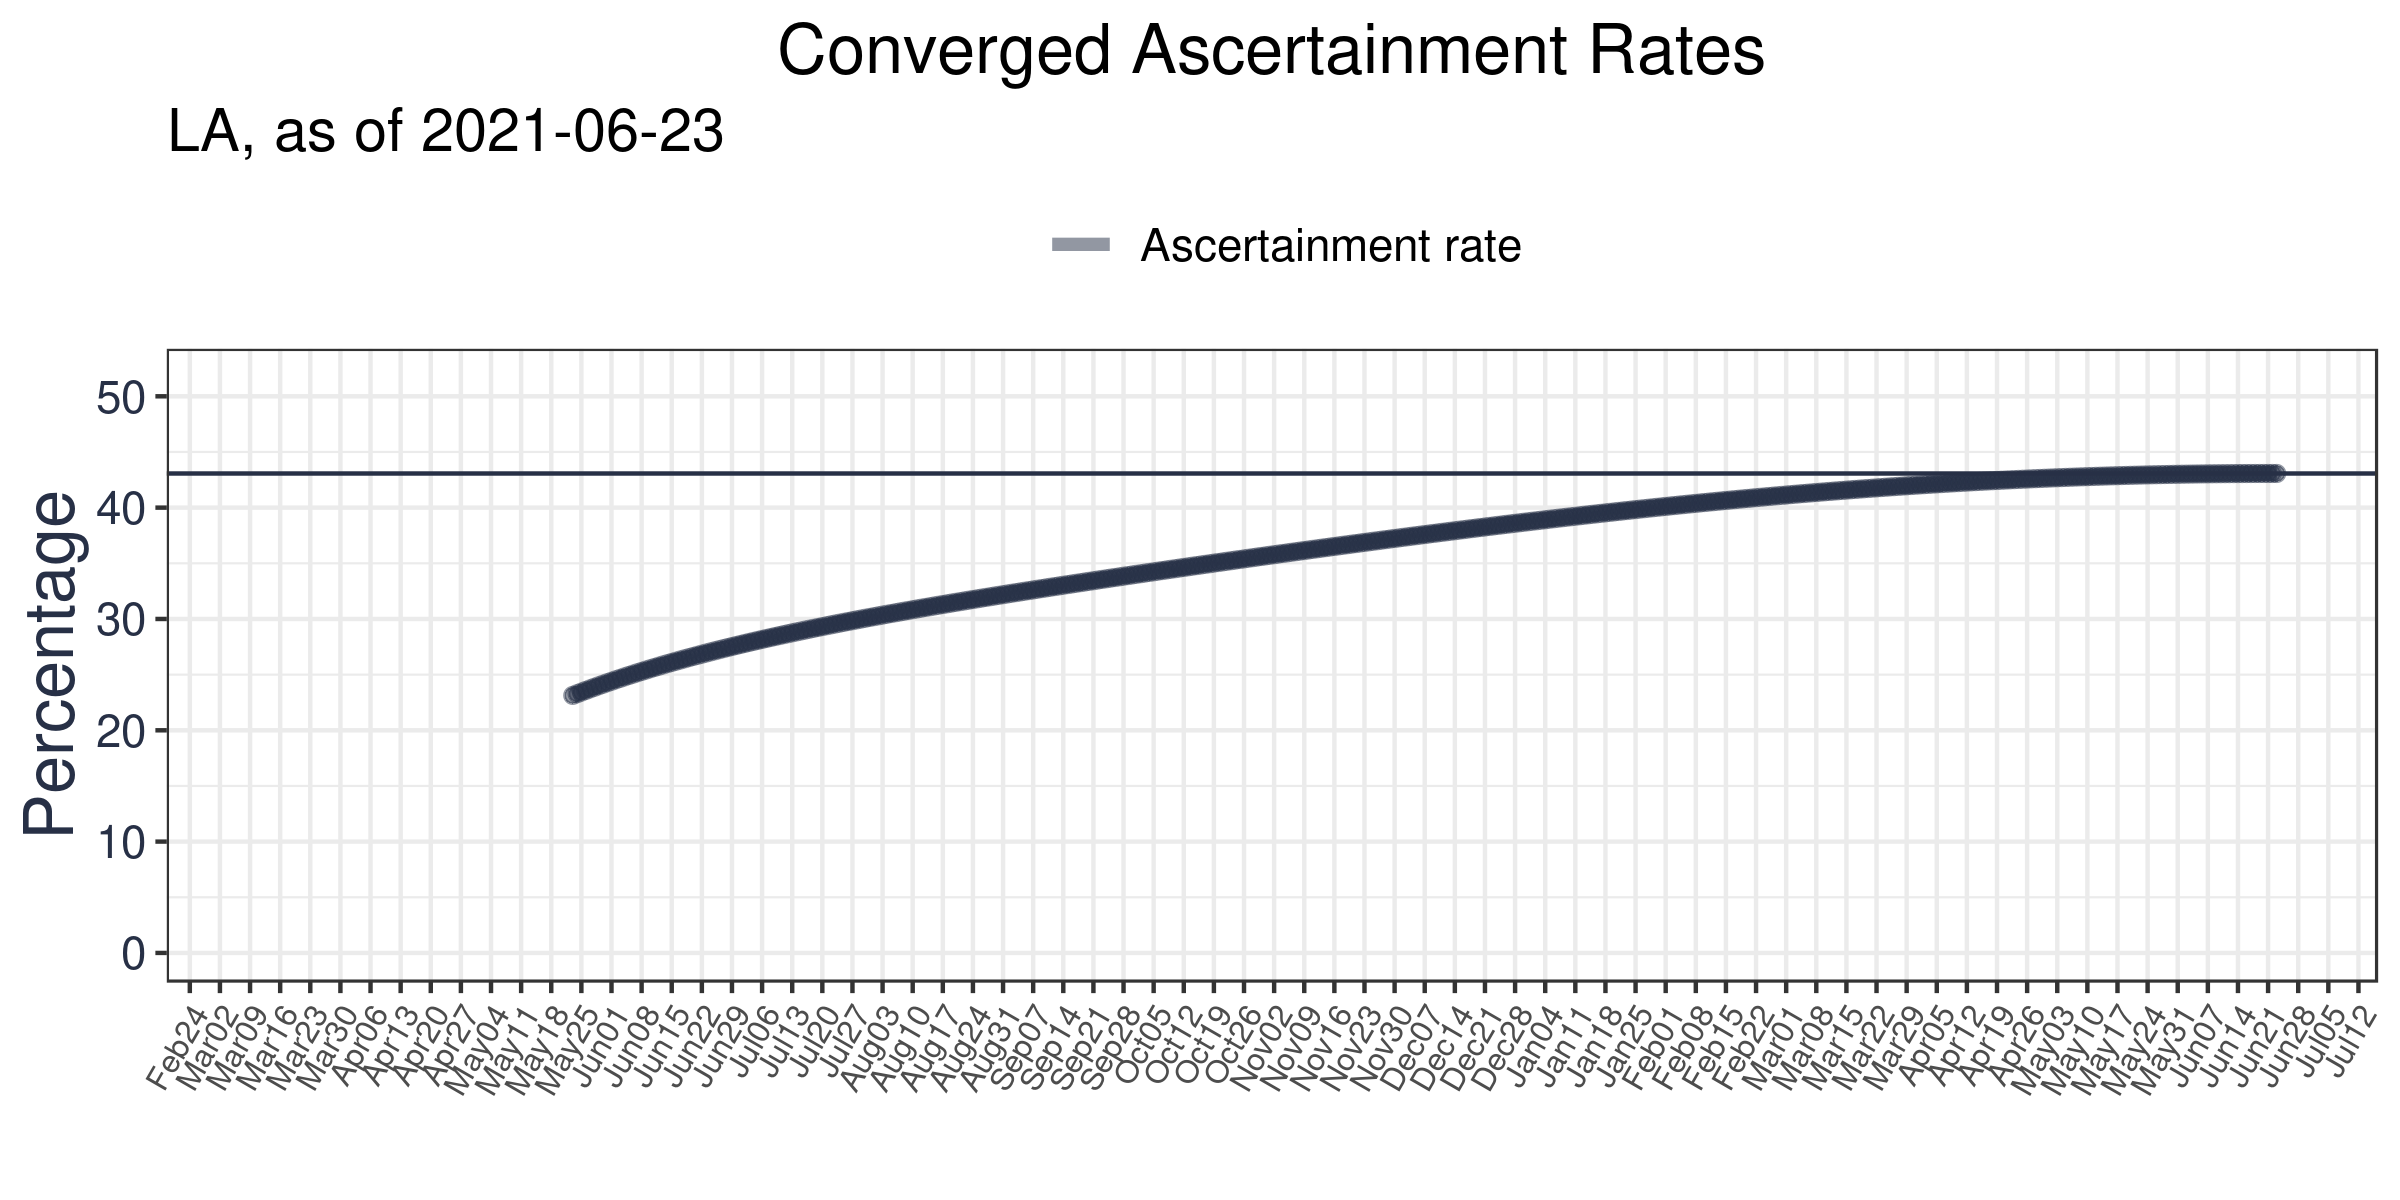 Converged Ascertainment Rates
LA, as of 2021-06-23
Ascertainment rate
Percentage
50
40
30
20
10
0
Feb24 Mar02 Mar09 Mar16 Mar23 Mar30 Apr06 Apr13 Apr20 Apr27 May04 May11 May18 May25 Jun01 Jun08 Jun15 Jun22 Jun29 Jul06 Jul13 Jul20 Jul27 Aug03 Aug10 Aug17 Aug24 Aug31 Sep07 Sep14 Sep21 Sep28 Oct05 Oct12 Oct19 Oct26 Nov02 Nov09 Nov16 Nov23 Nov30 Dec07 Dec14 Dec21 Dec28 Jan04 Jan11 Jan18 Jan25 Feb01 Feb08 Feb15 Feb22 Mar01 Mar08 Mar15 Mar22 Mar29 Apr05 Apr12 Apr19 Apr26 May03 May10 May17 May24 May31 Jun07 Jun14 Jun21 Jun28 Jul05 Jul12